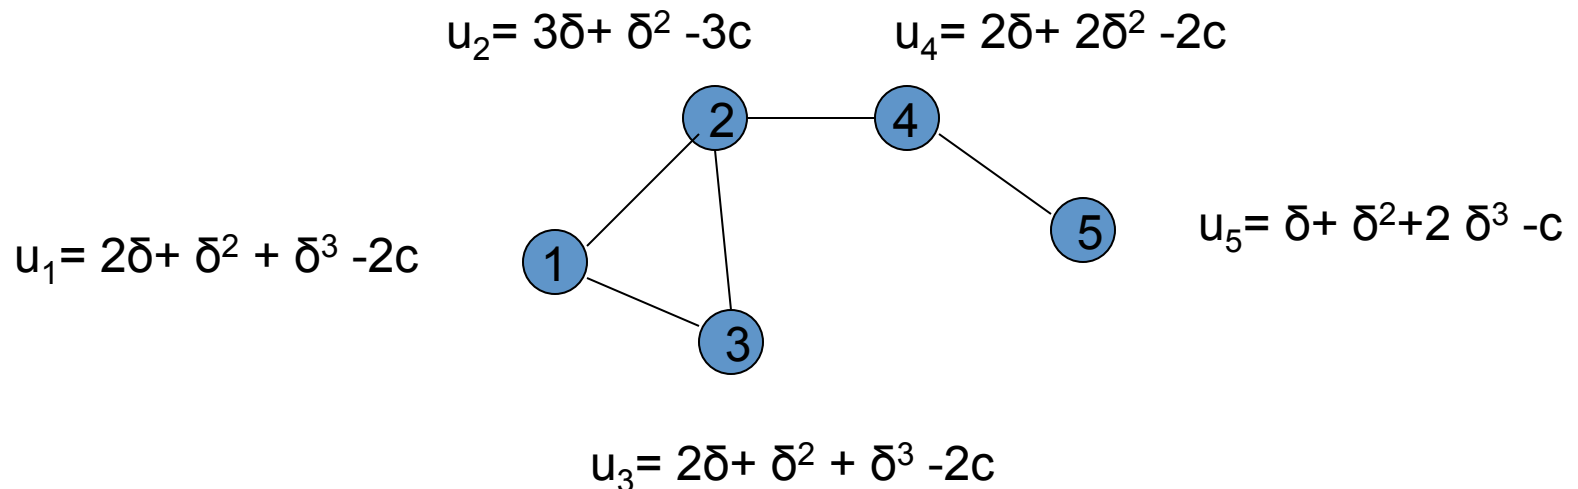 u₂= 3δ+ δ² -3c
u₄= 2δ+ 2δ² -2c
2
4
5
u₅= δ+ δ²+2 δ³ -c
u₁= 2δ+ δ² + δ³ -2c
1
3
u₃= 2δ+ δ² + δ³ -2c